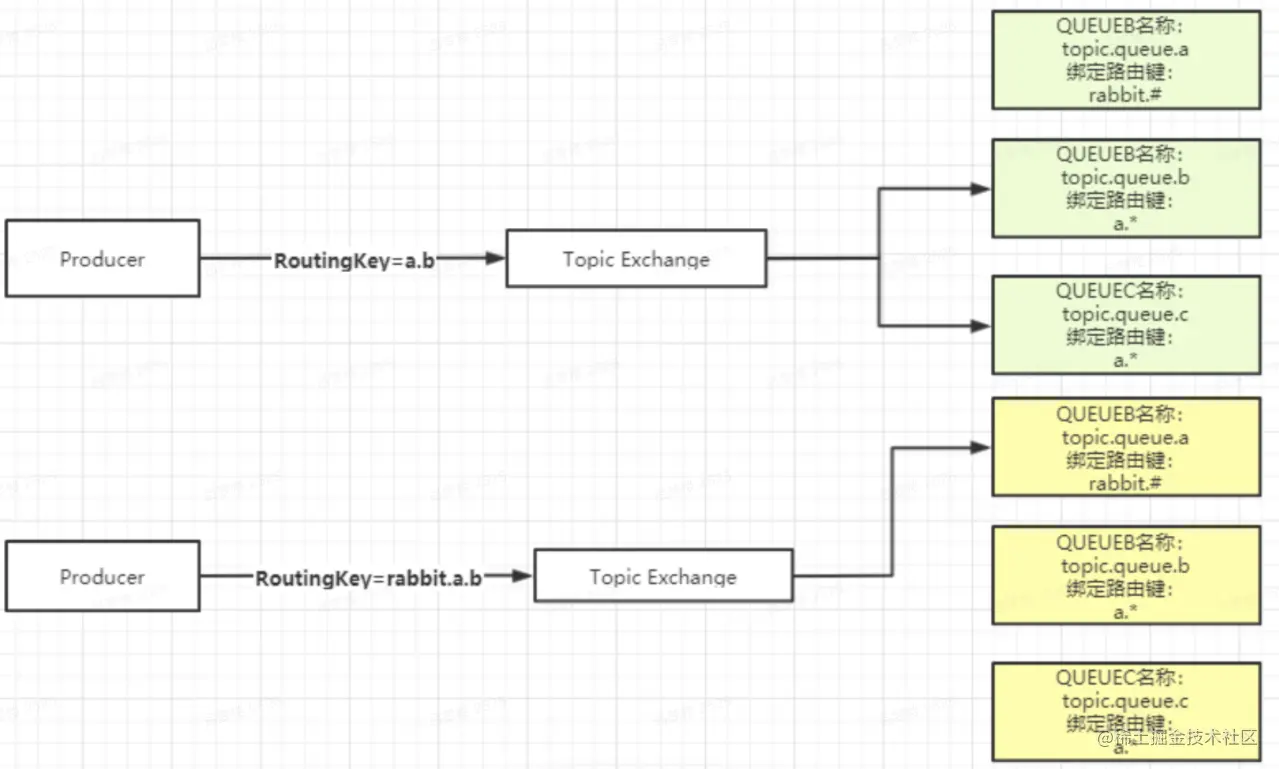 QUEUEB名称：
topic.queue.a
绑定路由键：
rabbit.#
QUEUEB名称：
topic.queue.b
绑定路由键：
a.*
Producer
RoutingKey=a.b
Topic Exchange
QUEUEC名称：
topic.queue.c
绑定路由键：
a.*
QUEUEB名称：
topic.queue.a
绑定路由键：
rabbit.#
Producer
RoutingKey=rabbit.a.b
Topic Exchange
QUEUEB名称：
topic.queue.b
绑定路由键：
a.*
QUEUEC名称：
topic.queue.c
绑定路由键：
a.*
@稀土掘金技术社区